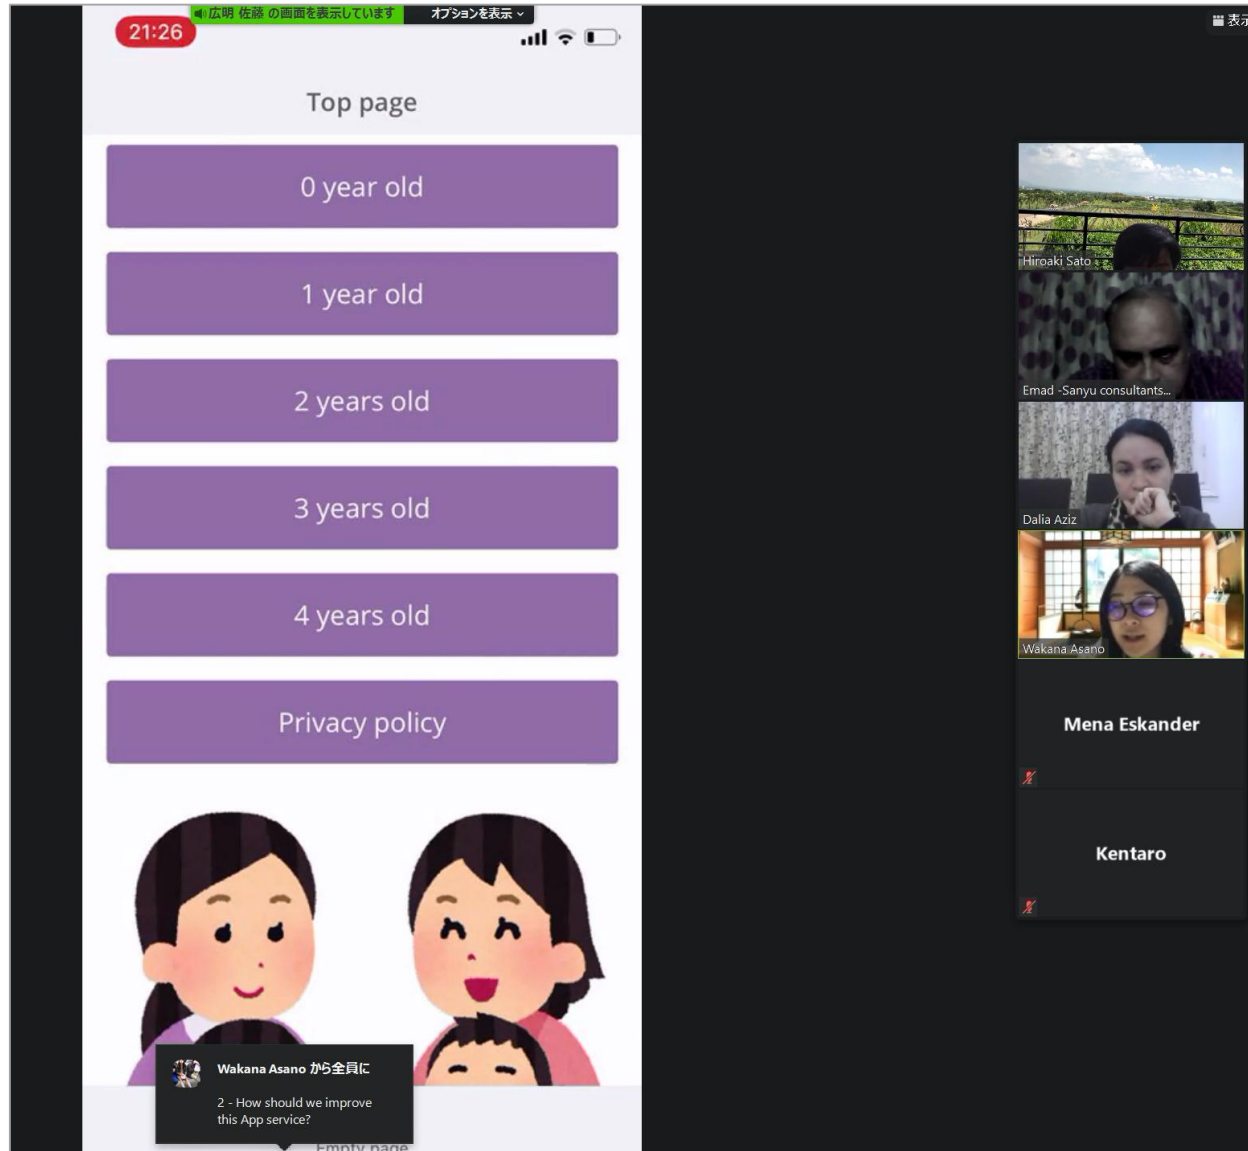 広明 佐藤 の画面を表示しています
オプションを表示
21:26
Top page
0 year old
1 year old
2 years old
3 years old
4 years old
Privacy policy
Wakana Asano から全員に
2 - How should we improve
this App service?
Empty page
表示
Hiroaki Sato
Emad -Sanyu consultants...
Dalia Aziz
Wakana Asano
Mena Eskander
Kentaro